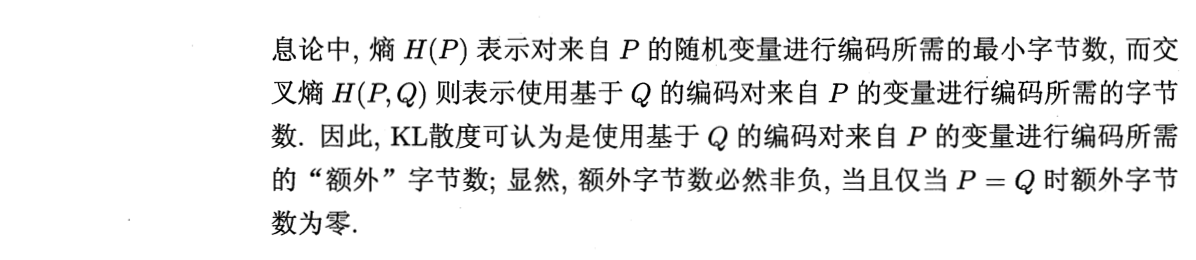 息论中, 熵 H(P) 表示对来自 P 的随机变量进行编码所需的最小字节数, 而交
叉熵 H(P,Q) 则表示使用基于 Q 的编码对来自 P 的变量进行编码所需的字节
数. 因此, KL散度可认为是使用基于 Q 的编码对来自 P 的变量进行编码所需
的“额外”字节数; 显然, 额外字节数必然非负, 当且仅当 P = Q 时额外字节
数为零.